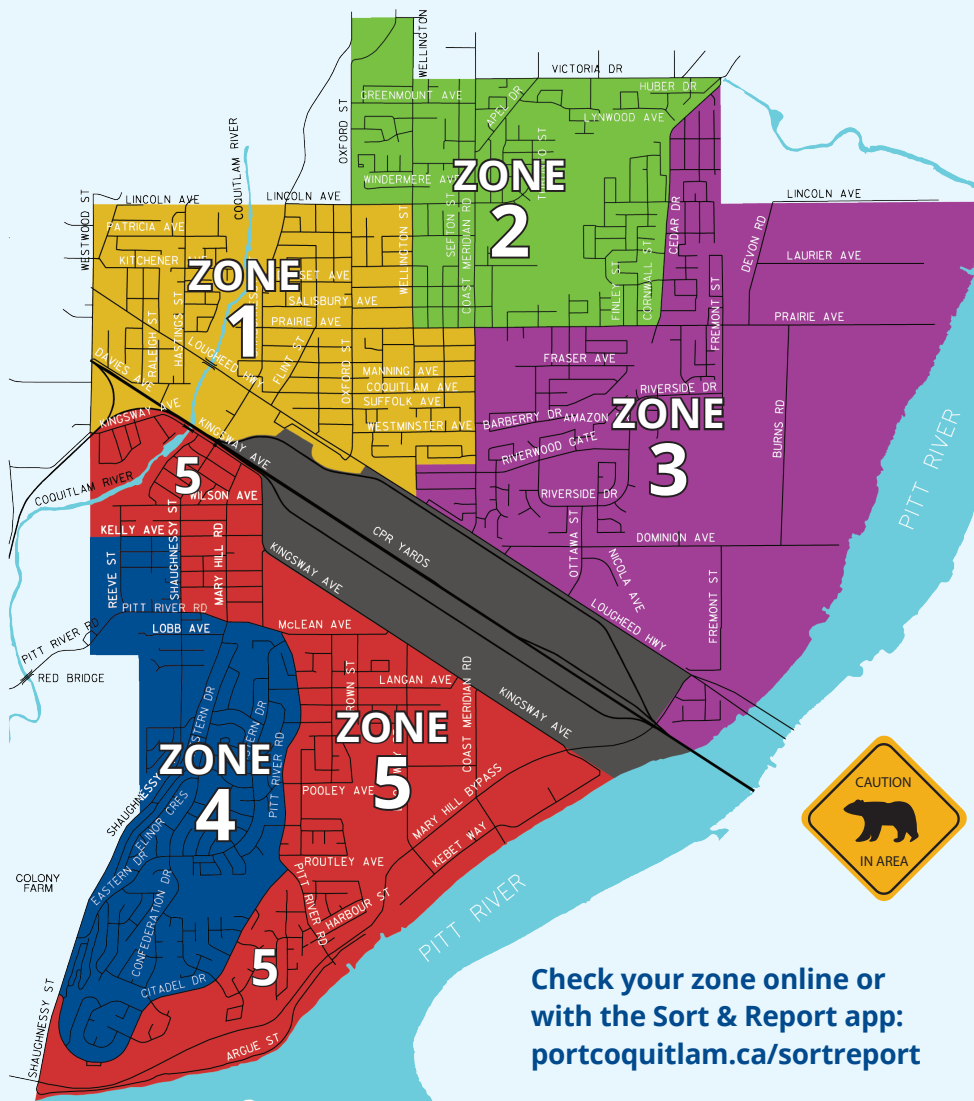 WELLINGTON
VICTORIA DR
HUBER DR
GREENMOUNT AVE
APEL DR
LYNWOOD AVE
OXFORD ST
COQUITLAM RIVER
WINDERMERE AVE
ZONE
2
LINCOLN AVE
LINCOLN AVE
LINCOLN AVE
WESTWOOD ST
PATRICIA AVE
KITCHENER AVE
WELLINGTON ST
SEFTON ST
COAST MERIDIAN RD
CEDAR DR
DEVON RD
LAURIER AVE
ZONE
1
SALISBURY AVE
PRAIRIE AVE
FINLEY ST
CORNWALL ST
FREMONT ST
PRAIRIE AVE
RALEIGH ST
HASTINGS ST
LOUGHEED HWY
FLINT ST
OXFORD ST
DAVIES AVE
MANNING AVE
COQUITLAM AVE
SUFFOLK AVE
WESTMINSTER AVE
FRASER AVE
RIVERSIDE DR
ZONE
3
BARBERRY DR
AMAZON
RIVERWOOD GATE
RIVERSIDE DR
BURNS RD
PITT RIVER
KINGSWAY AVE
KINGSWAY AVE
5
COQUITLAM RIVER
WILSON AVE
KELLY AVE
SHAUGHNESSY ST
MARY HILL RD
REEVE ST
CPR YARDS
KINGSWAY AVE
DOMINION AVE
OTTAWA ST
NICOLA AVE
LOUGHEED HWY
FREMONT ST
PITT RIVER RD
LOBB AVE
McLEAN AVE
PITT RIVER RD
RED BRIDGE
LANGAN AVE
COAST MERIDIAN RD
KINGSWAY AVE
ZONE
5
ZONE
4
PITT RIVER RD
POOLEY AVE
MARY HILL BYPASS
KEBET WAY
SHAUGHNESSY
ELINOR CRES
EASTERN DR
ROUTLEY AVE
PITT RIVER RD
HARBOUR ST
COLONY
FARM
CONFEDERATION DR
CITADEL DR
5
PITT RIVER
SHAUGHNESSY ST
ARGUE ST
CAUTION
IN AREA
Check your zone online or
with the Sort & Report app:
portcoquitlam.ca/sortreport